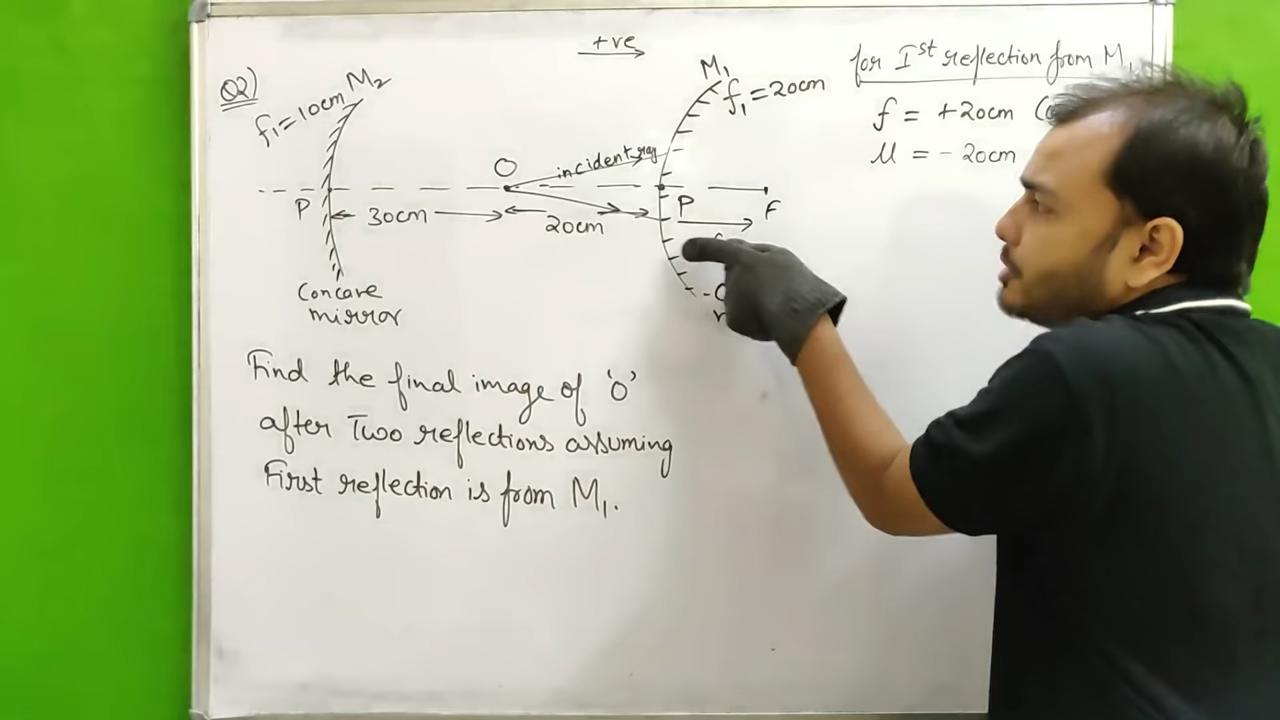 +ve
Q2)
f₁=10cm M₂
M₁
f₁=20cm
for Iˢᵗ reflection from M₁
f = +20cm
u = - 20cm
O
incident ray
P
30cm
20cm
P
F
Concave
mirror
Find the final image of 'O'
after Two reflections assuming
First reflection is from M₁.